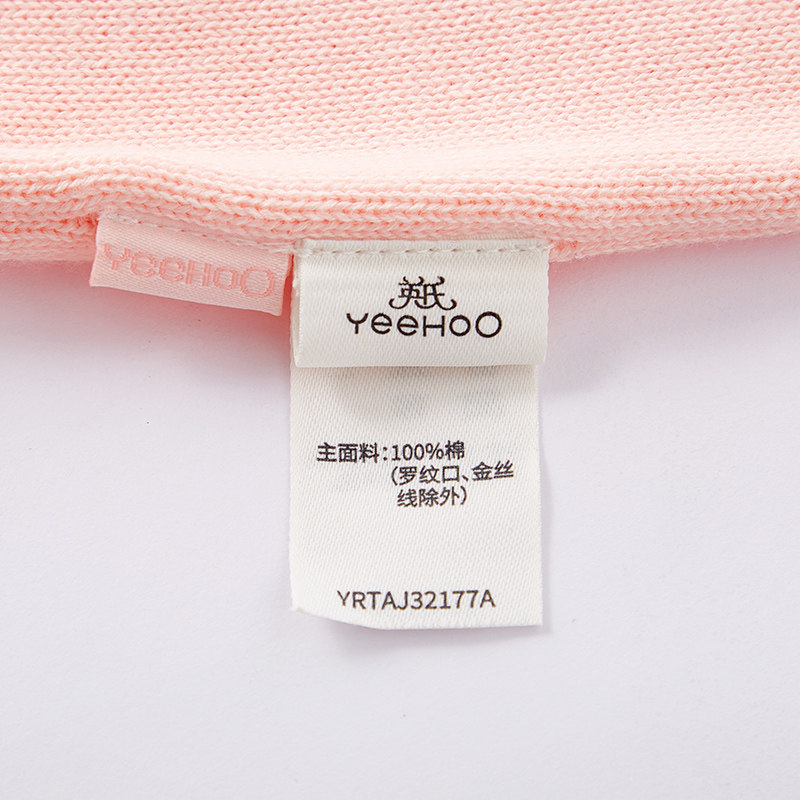 YeeHoO
英氏
YeeHoO
主面料：100%棉
（罗纹口、金丝
线除外）
YRTAJ32177A